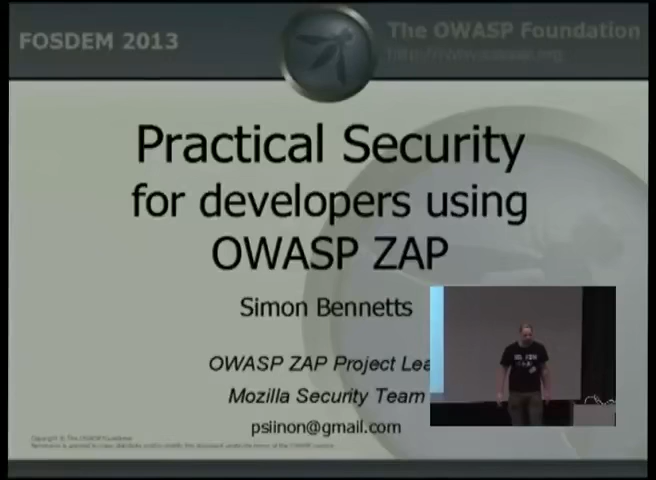 FOSDEM 2013
The OWASP Foundation
Practical Security
for developers using
OWASP ZAP
Simon Bennetts
OWASP ZAP Project
Mozilla Security Team
psiinon@gmail.com